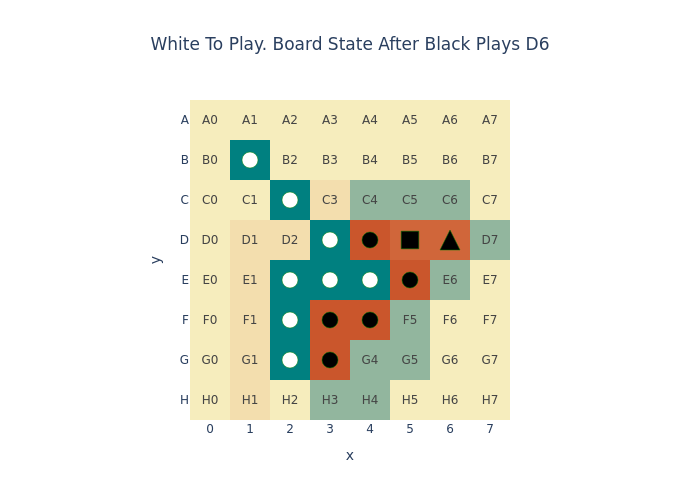 White To Play. Board State After Black Plays D6
A A0 A1 A2 A3 A4 A5 A6 A7
B B0 B2 B3 B4 B5 B6 B7
C C0 C1 C3 C4 C5 C6 C7
D D0 D1 D2 D7
E E0 E1 E6 E7
F F0 F1 F5 F6 F7
G G0 G1 G4 G5 G6 G7
H H0 H1 H2 H3 H4 H5 H6 H7
0 1 2 3 4 5 6 7
x
y